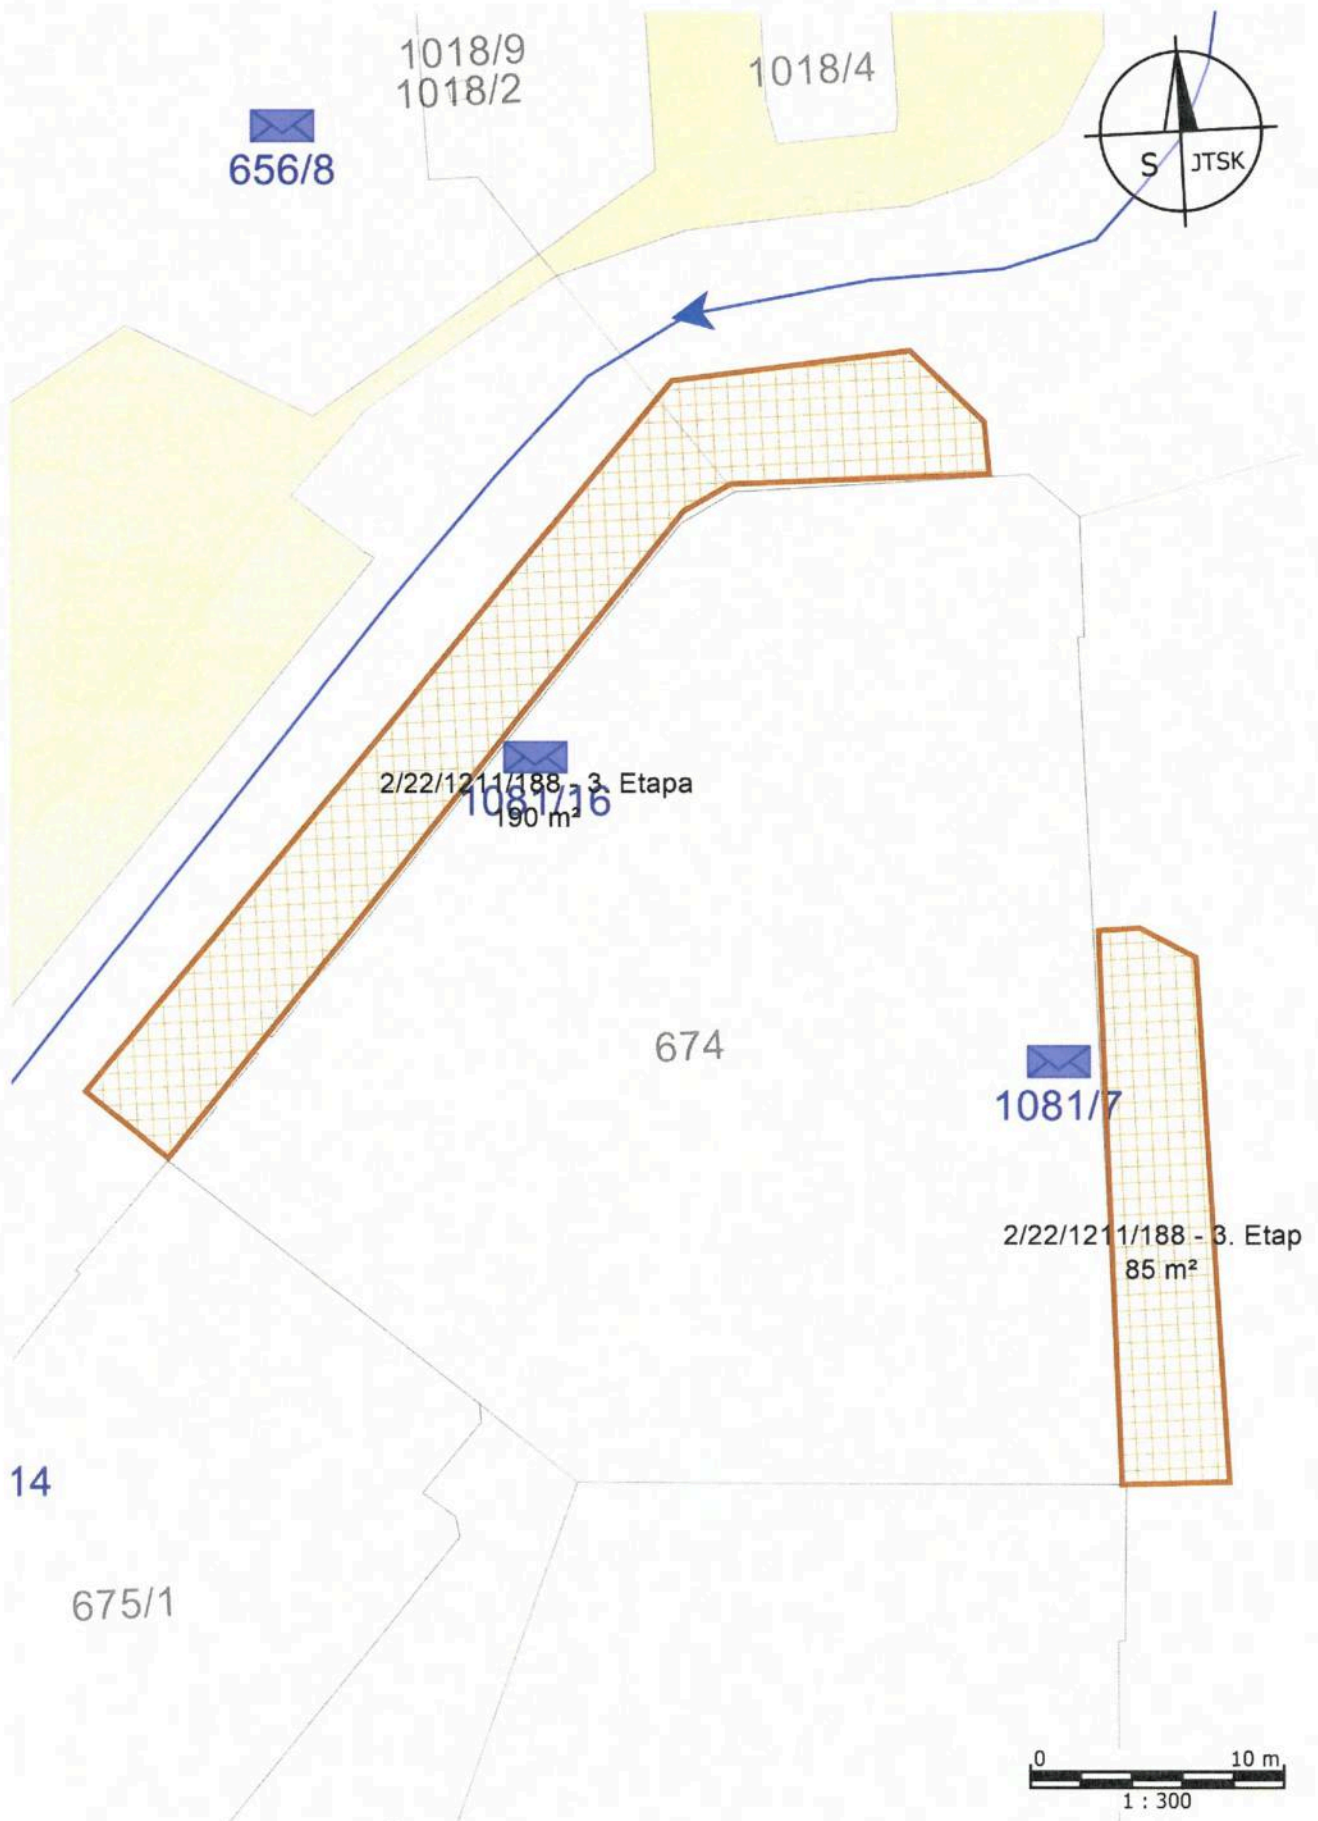 1018/9
1018/2
1018/4
656/8
S JTSK
2/22/1211/188 - 3. Etapa
1081/16
190 m²
674
1081/7
2/22/1211/188 - 3. Etap
85 m²
14
675/1
0 10 m
1 : 300